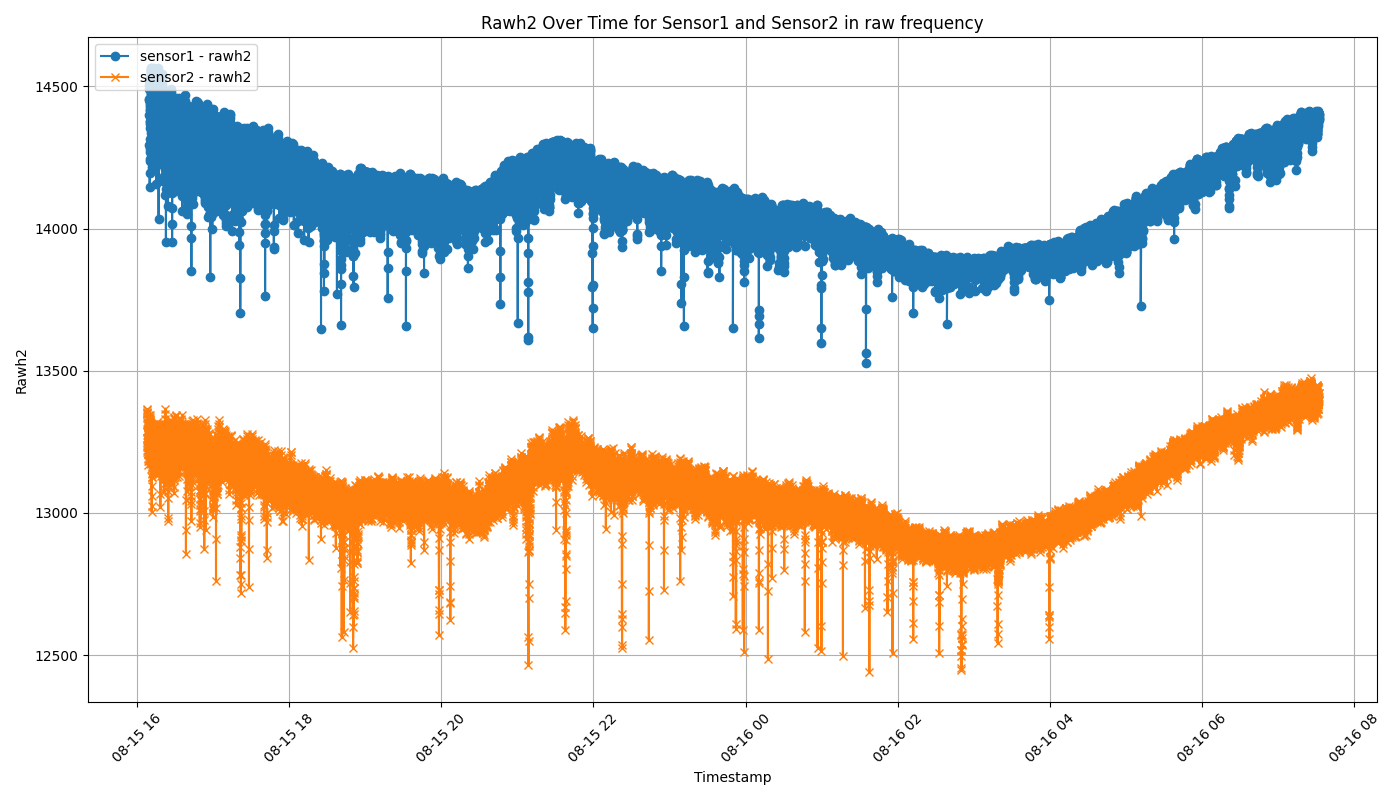 Rawh2 Over Time for Sensor1 and Sensor2 in raw frequency
sensor1 - rawh2
sensor2 - rawh2
14500
14000
13500
13000
12500
Rawh2
08-15 16
08-15 18
08-15 20
08-15 22
08-16 00
08-16 02
08-16 04
08-16 06
08-16 08
Timestamp